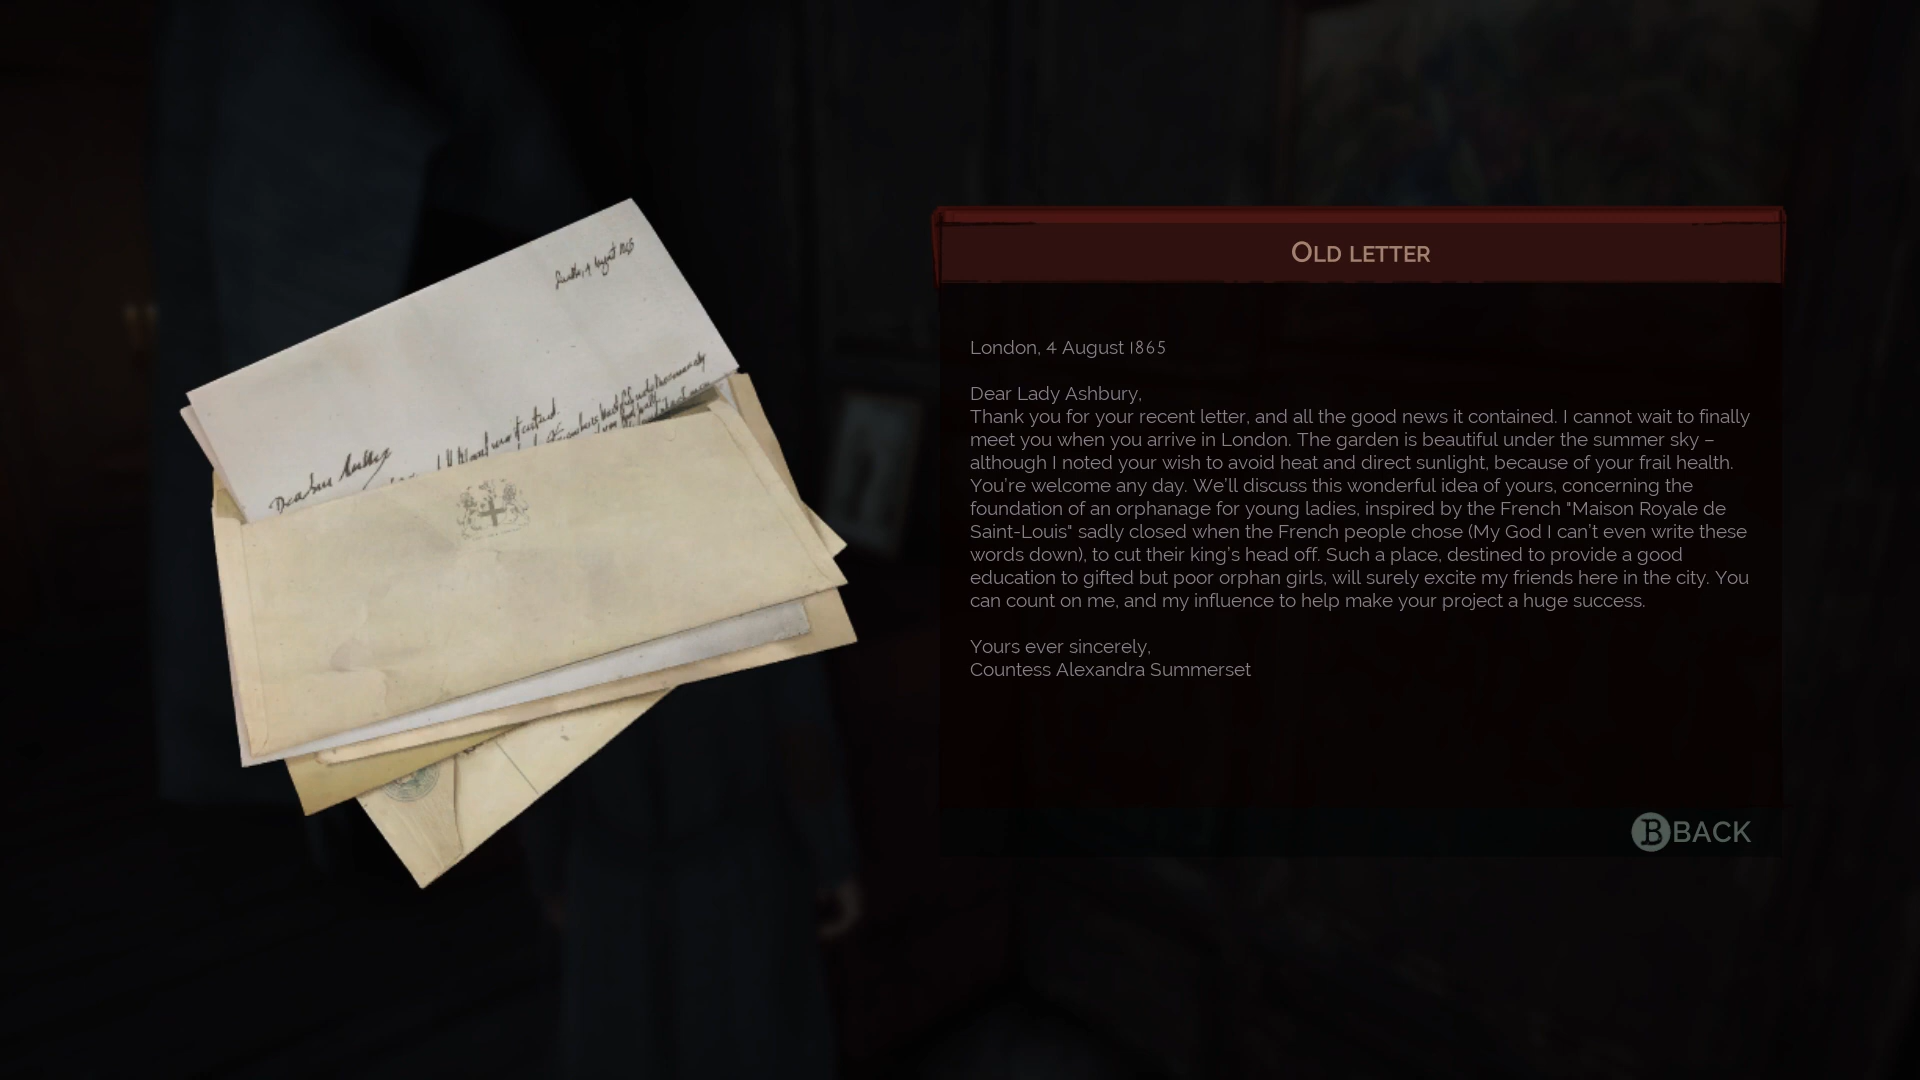 OLD LETTER
London, 4 August 1865
Dear Lady Ashbury,
Thank you for your recent letter, and all the good news it contained. I cannot wait to finally
meet you when you arrive in London. The garden is beautiful under the summer sky –
although I noted your wish to avoid heat and direct sunlight, because of your frail health.
You're welcome any day. We'll discuss this wonderful idea of yours, concerning the
foundation of an orphanage for young ladies, inspired by the French "Maison Royale de
Saint-Louis" sadly closed when the French people chose (My God I can't even write these
words down), to cut their king's head off. Such a place, destined to provide a good
education to gifted but poor orphan girls, will surely excite my friends here in the city. You
can count on me, and my influence to help make your project a huge success.
Yours ever sincerely,
Countess Alexandra Summerset
B BACK